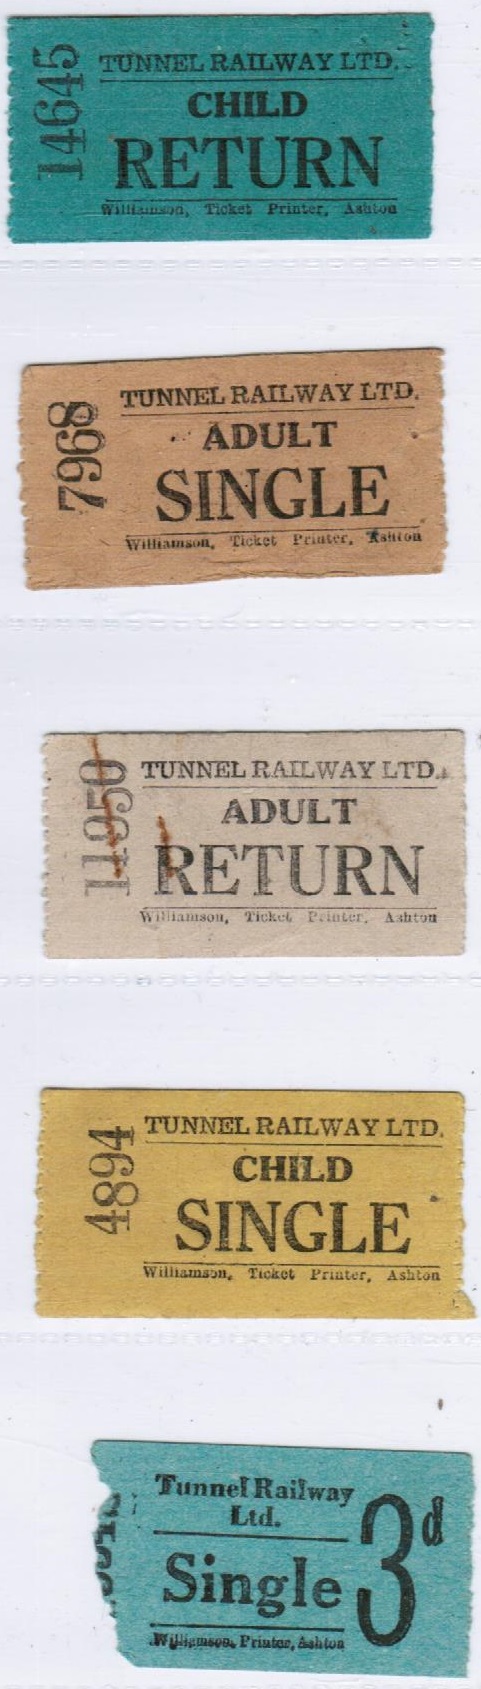 14645
TUNNEL RAILWAY LTD.
CHILD
RETURN
Williamson, Ticket Printer, Ashton
7968
TUNNEL RAILWAY LTD.
ADULT
SINGLE
Williamson, Ticket Printer, Ashton
11950
TUNNEL RAILWAY LTD.
ADULT
RETURN
Williamson, Ticket Printer, Ashton
4894
TUNNEL RAILWAY LTD.
CHILD
SINGLE
Williamson, Ticket Printer, Ashton
Tunnel Railway
Ltd.
Single
3d
Williamson, Printer, Ashton